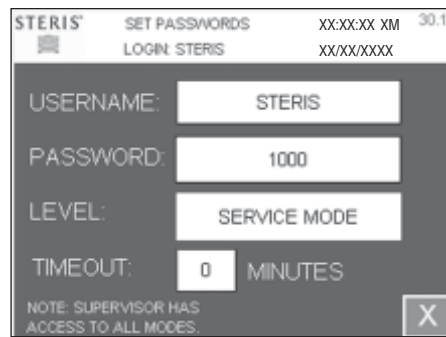 STERIS® SET PASSWORDS XX:XX:XX XM 30.1
LOGIN: STERIS XX/XX/XXXX
USERNAME: STERIS
PASSWORD: 1000
LEVEL: SERVICE MODE
TIMEOUT: 0 MINUTES
NOTE: SUPERVISOR HAS
ACCESS TO ALL MODES.
X